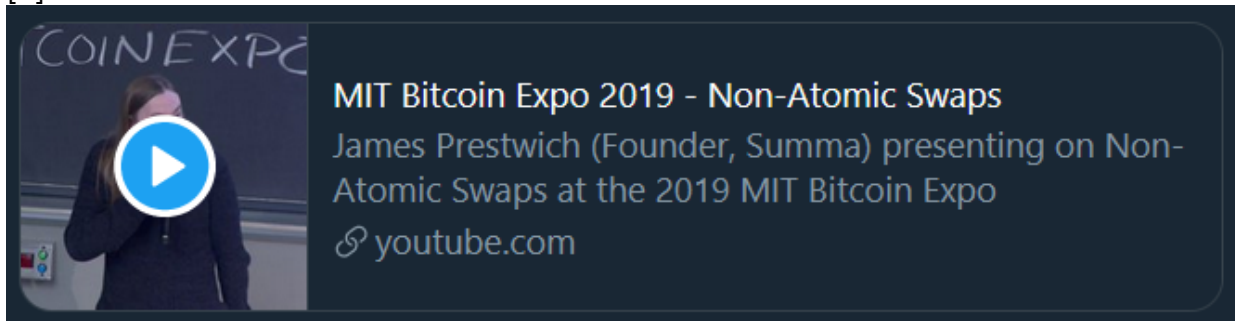 COINEXPO
MIT Bitcoin Expo 2019 - Non-Atomic Swaps
James Prestwich (Founder, Summa) presenting on Non-
Atomic Swaps at the 2019 MIT Bitcoin Expo
youtube.com